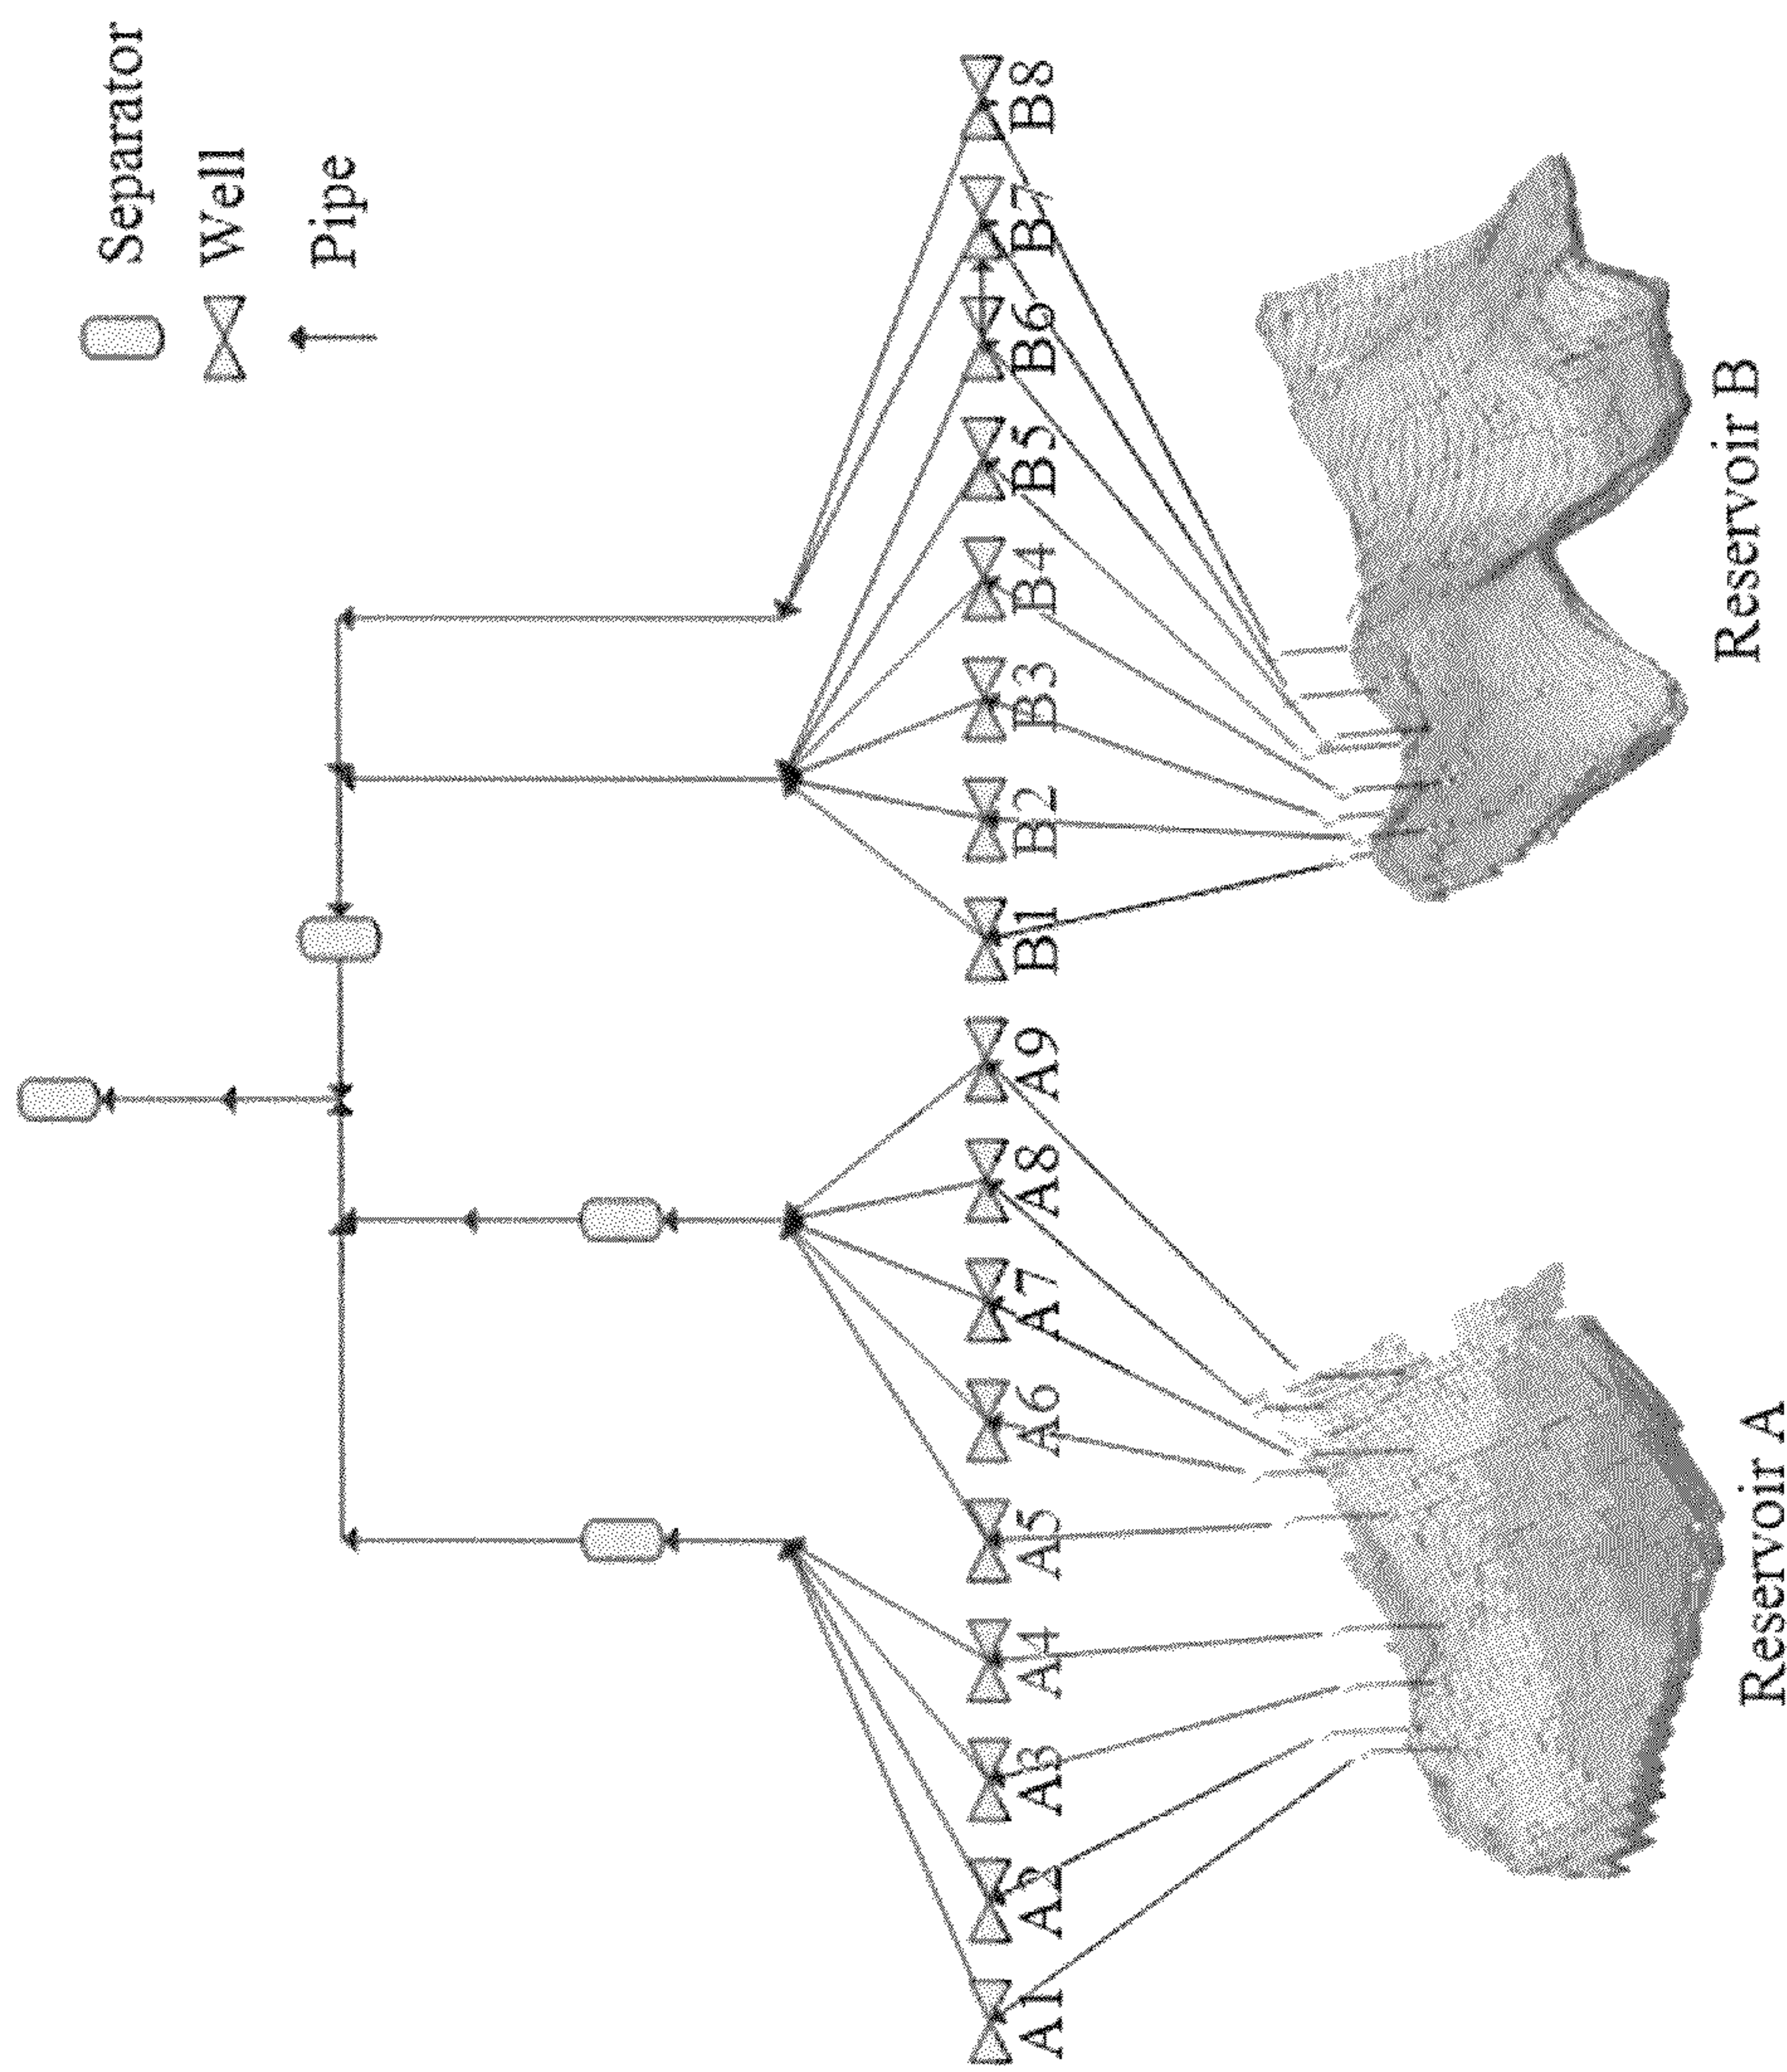 Separator
Well
Pipe
A1 A2 A3 A4 A5 A6 A7 A8 A9 B1 B2 B3 B4 B5 B6 B7 B8
Reservoir A
Reservoir B